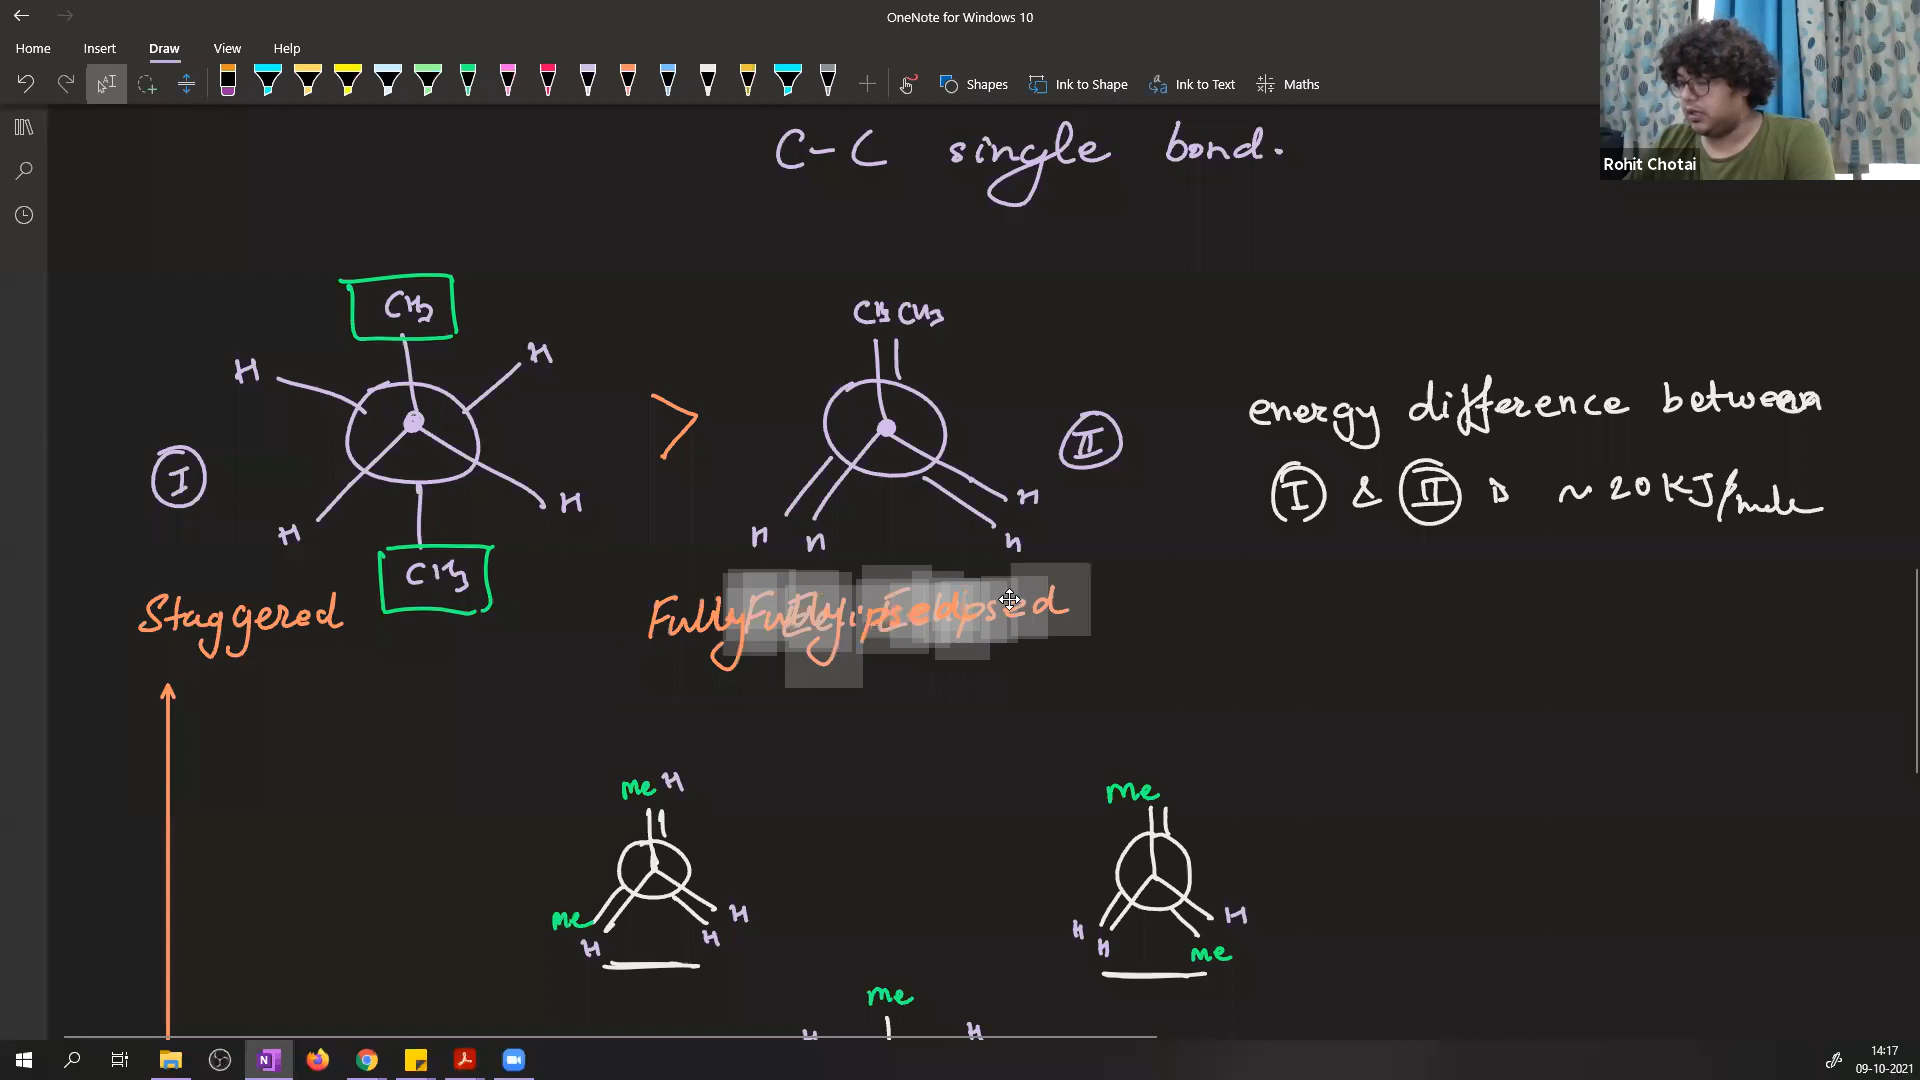 OneNote for Windows 10
Home Insert Draw View Help
Shapes Ink to Shape Ink to Text Maths
Rohit Chotai
C-C single bond.
CH3
H H
I
H H
CH3
Staggered
>
CH3 CH3
II
H
H H H
Fully Eclipsed
energy difference between
I & II is ~ 20 KJ/mole
Me H
Me H
H H
Me
H H
H Me
Me
H H
14:17
09-10-2021